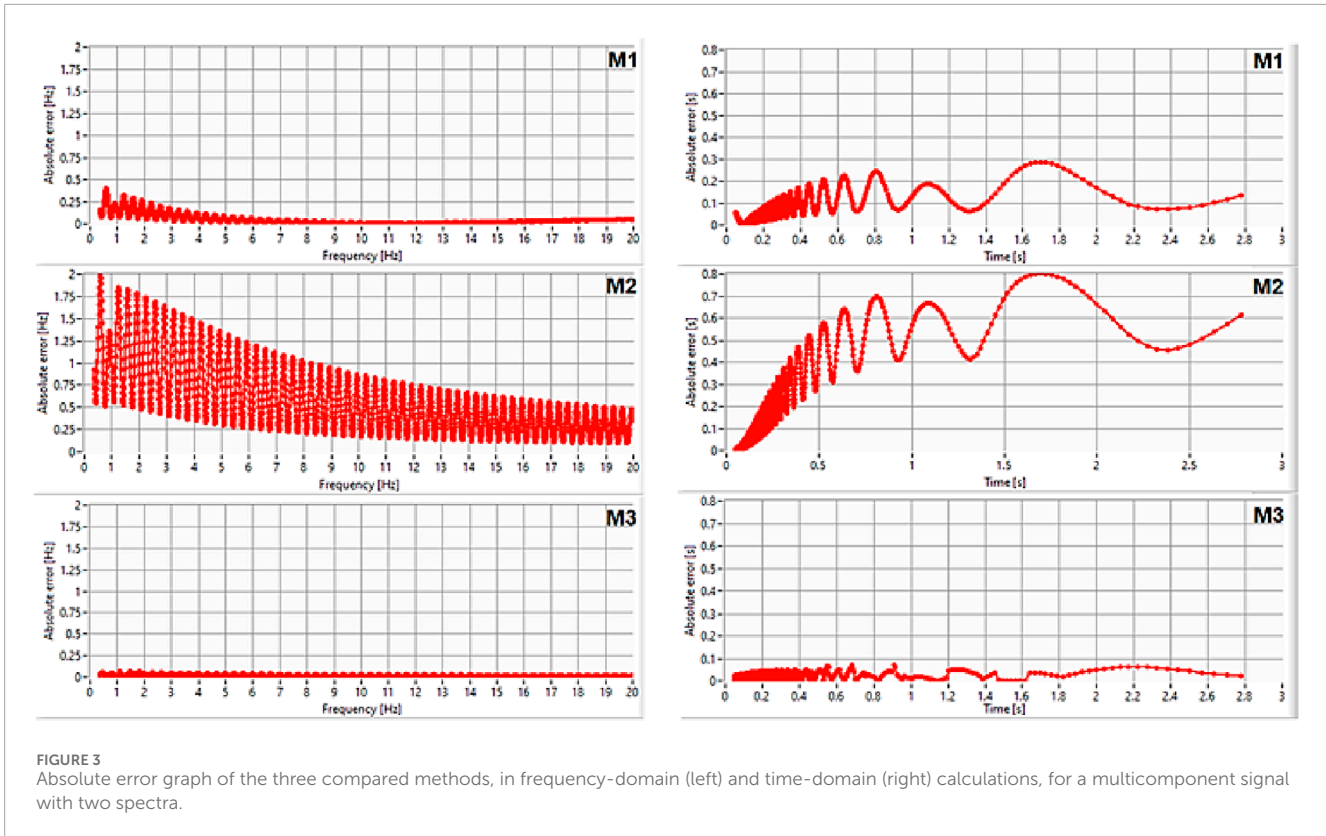 M1
Absolute error [Hz]
2
1.75
1.5
1.25
1
0.75
0.5
0.25
0
0 1 2 3 4 5 6 7 8 9 10 11 12 13 14 15 16 17 18 19 20
Frequency [Hz]
M1
Absolute error [s]
0.8
0.7
0.6
0.5
0.4
0.3
0.2
0.1
0
0 0.2 0.4 0.6 0.8 1 1.2 1.4 1.6 1.8 2 2.2 2.4 2.6 2.8 3
Time [s]
M2
Absolute error [Hz]
2
1.75
1.5
1.25
1
0.75
0.5
0.25
0
0 1 2 3 4 5 6 7 8 9 10 11 12 13 14 15 16 17 18 19 20
Frequency [Hz]
M2
Absolute error [s]
0.8
0.7
0.6
0.5
0.4
0.3
0.2
0.1
0
0.5 1 1.5 2 2.5 3
Time [s]
M3
Absolute error [Hz]
2
1.75
1.5
1.25
1
0.75
0.5
0.25
0
0 1 2 3 4 5 6 7 8 9 10 11 12 13 14 15 16 17 18 19 20
Frequency [Hz]
M3
Absolute error [s]
0.8
0.7
0.6
0.5
0.4
0.3
0.2
0.1
0
0 0.2 0.4 0.6 0.8 1 1.2 1.4 1.6 1.8 2 2.2 2.4 2.6 2.8 3
Time [s]
FIGURE 3
Absolute error graph of the three compared methods, in frequency-domain (left) and time-domain (right) calculations, for a multicomponent signal
with two spectra.